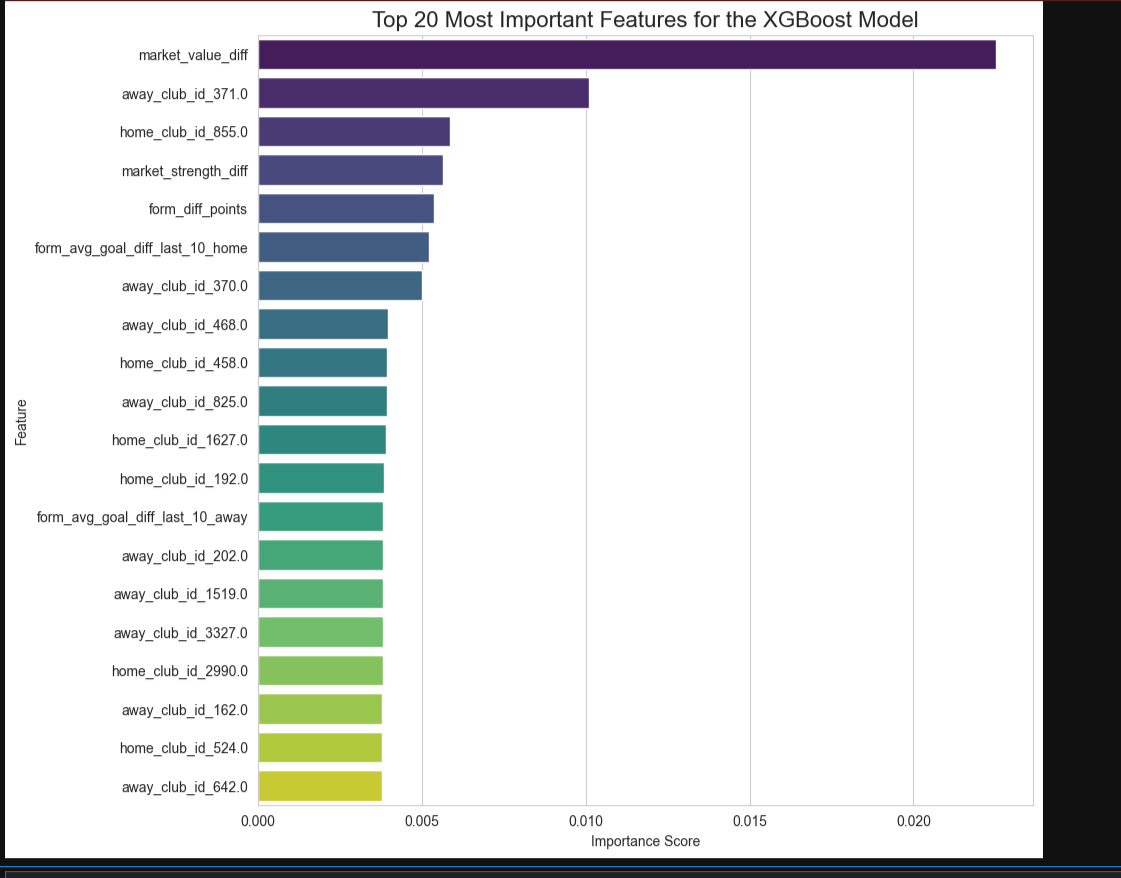 Top 20 Most Important Features for the XGBoost Model
market_value_diff
away_club_id_371.0
home_club_id_855.0
market_strength_diff
form_diff_points
form_avg_goal_diff_last_10_home
away_club_id_370.0
away_club_id_468.0
home_club_id_458.0
away_club_id_825.0
home_club_id_1627.0
home_club_id_192.0
form_avg_goal_diff_last_10_away
away_club_id_202.0
away_club_id_1519.0
away_club_id_3327.0
home_club_id_2990.0
away_club_id_162.0
home_club_id_524.0
away_club_id_642.0
Feature
0.000 0.005 0.010 0.015 0.020
Importance Score